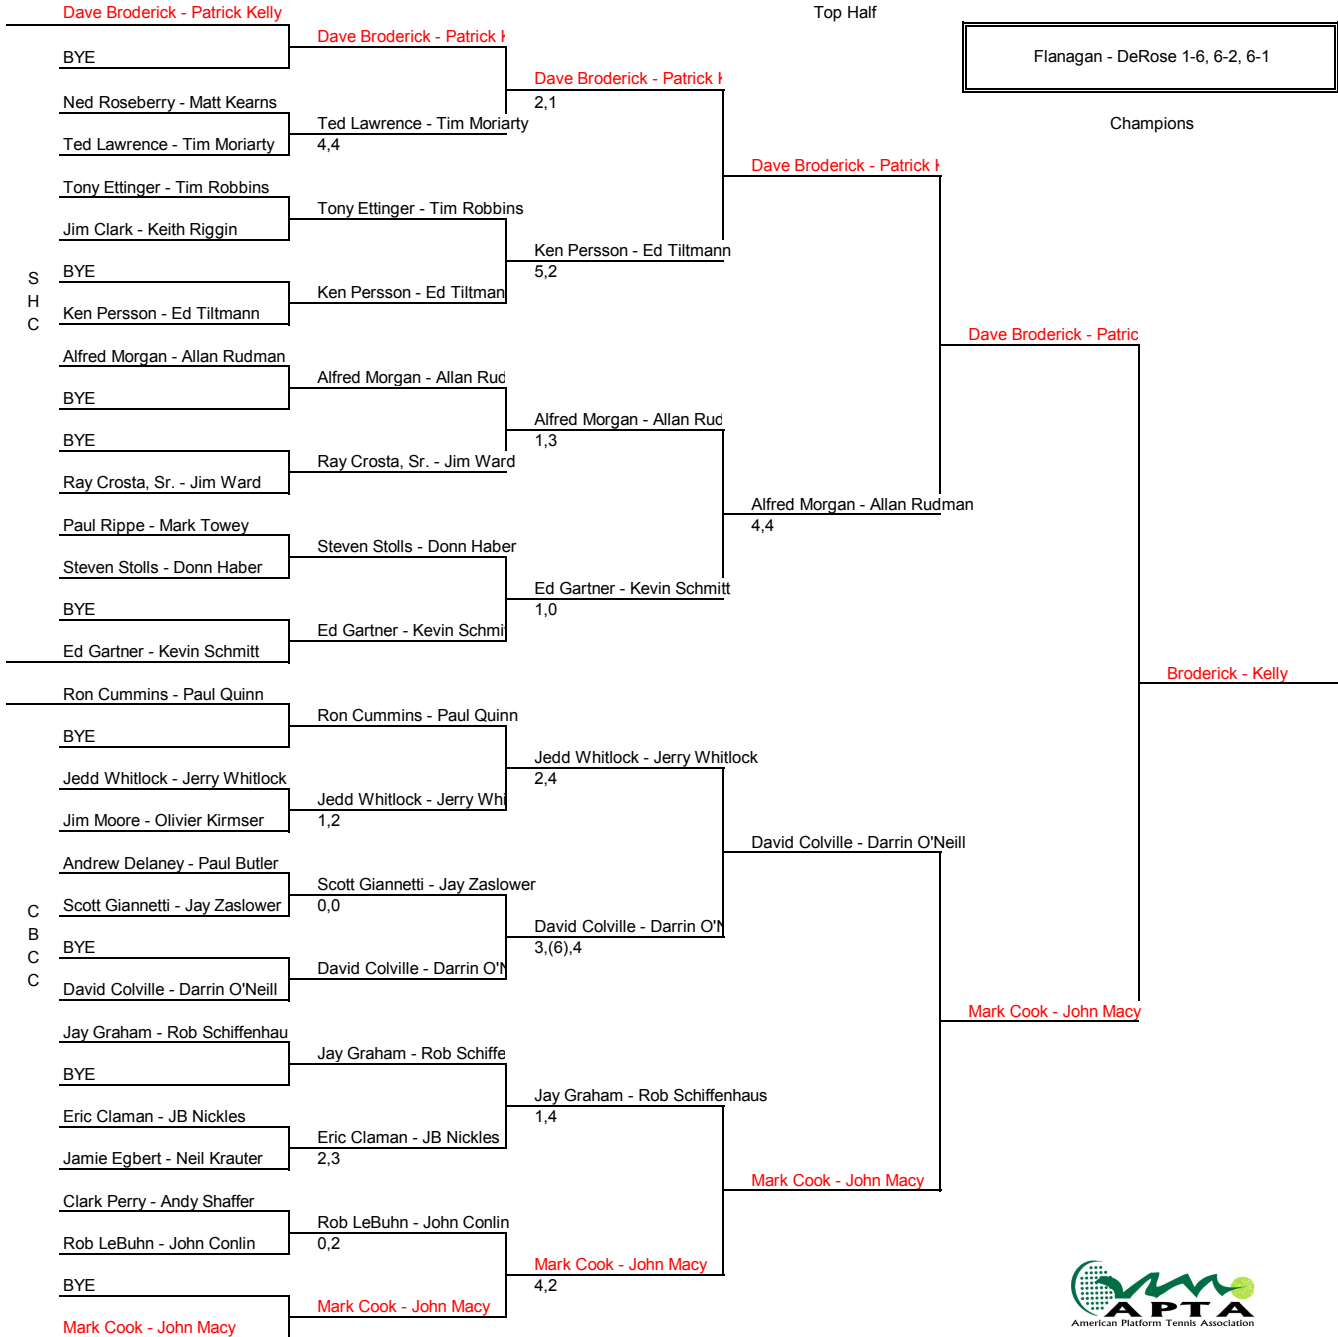 Dave Broderick - Patrick Kelly
Top Half
Dave Broderick - Patrick K
BYE
Flanagan - DeRose 1-6, 6-2, 6-1
Dave Broderick - Patrick K
Ned Roseberry - Matt Kearns
2,1
Ted Lawrence - Tim Moriarty
Champions
Ted Lawrence - Tim Moriarty
4,4
Dave Broderick - Patrick K
Tony Ettinger - Tim Robbins
Tony Ettinger - Tim Robbins
Jim Clark - Keith Riggin
Ken Persson - Ed Tiltmann
BYE
5,2
S
H
C
Ken Persson - Ed Tiltman
Ken Persson - Ed Tiltmann
Dave Broderick - Patric
Alfred Morgan - Allan Rudman
Alfred Morgan - Allan Rud
BYE
Alfred Morgan - Allan Rud
BYE
1,3
Ray Crosta, Sr. - Jim Ward
Ray Crosta, Sr. - Jim Ward
Alfred Morgan - Allan Rudman
Paul Rippe - Mark Towey
4,4
Steven Stolls - Donn Haber
Steven Stolls - Donn Haber
Ed Gartner - Kevin Schmitt
BYE
1,0
Ed Gartner - Kevin Schmi
Ed Gartner - Kevin Schmitt
Broderick - Kelly
Ron Cummins - Paul Quinn
Ron Cummins - Paul Quinn
BYE
Jedd Whitlock - Jerry Whitlock
Jedd Whitlock - Jerry Whitlock
2,4
Jedd Whitlock - Jerry Whi
Jim Moore - Olivier Kirmser
1,2
David Colville - Darrin O'Neill
Andrew Delaney - Paul Butler
Scott Giannetti - Jay Zaslower
Scott Giannetti - Jay Zaslower
0,0
C
B
C
C
David Colville - Darrin O'N
BYE
3,(6),4
David Colville - Darrin O'N
David Colville - Darrin O'Neill
Mark Cook - John Macy
Jay Graham - Rob Schiffenhau
Jay Graham - Rob Schiffe
BYE
Jay Graham - Rob Schiffenhaus
Eric Claman - JB Nickles
1,4
Eric Claman - JB Nickles
Jamie Egbert - Neil Krauter
2,3
Mark Cook - John Macy
Clark Perry - Andy Shaffer
Rob LeBuhn - John Conlin
Rob LeBuhn - John Conlin
0,2
Mark Cook - John Macy
BYE
4,2
Mark Cook - John Macy
Mark Cook - John Macy
APTA
American Platform Tennis Association